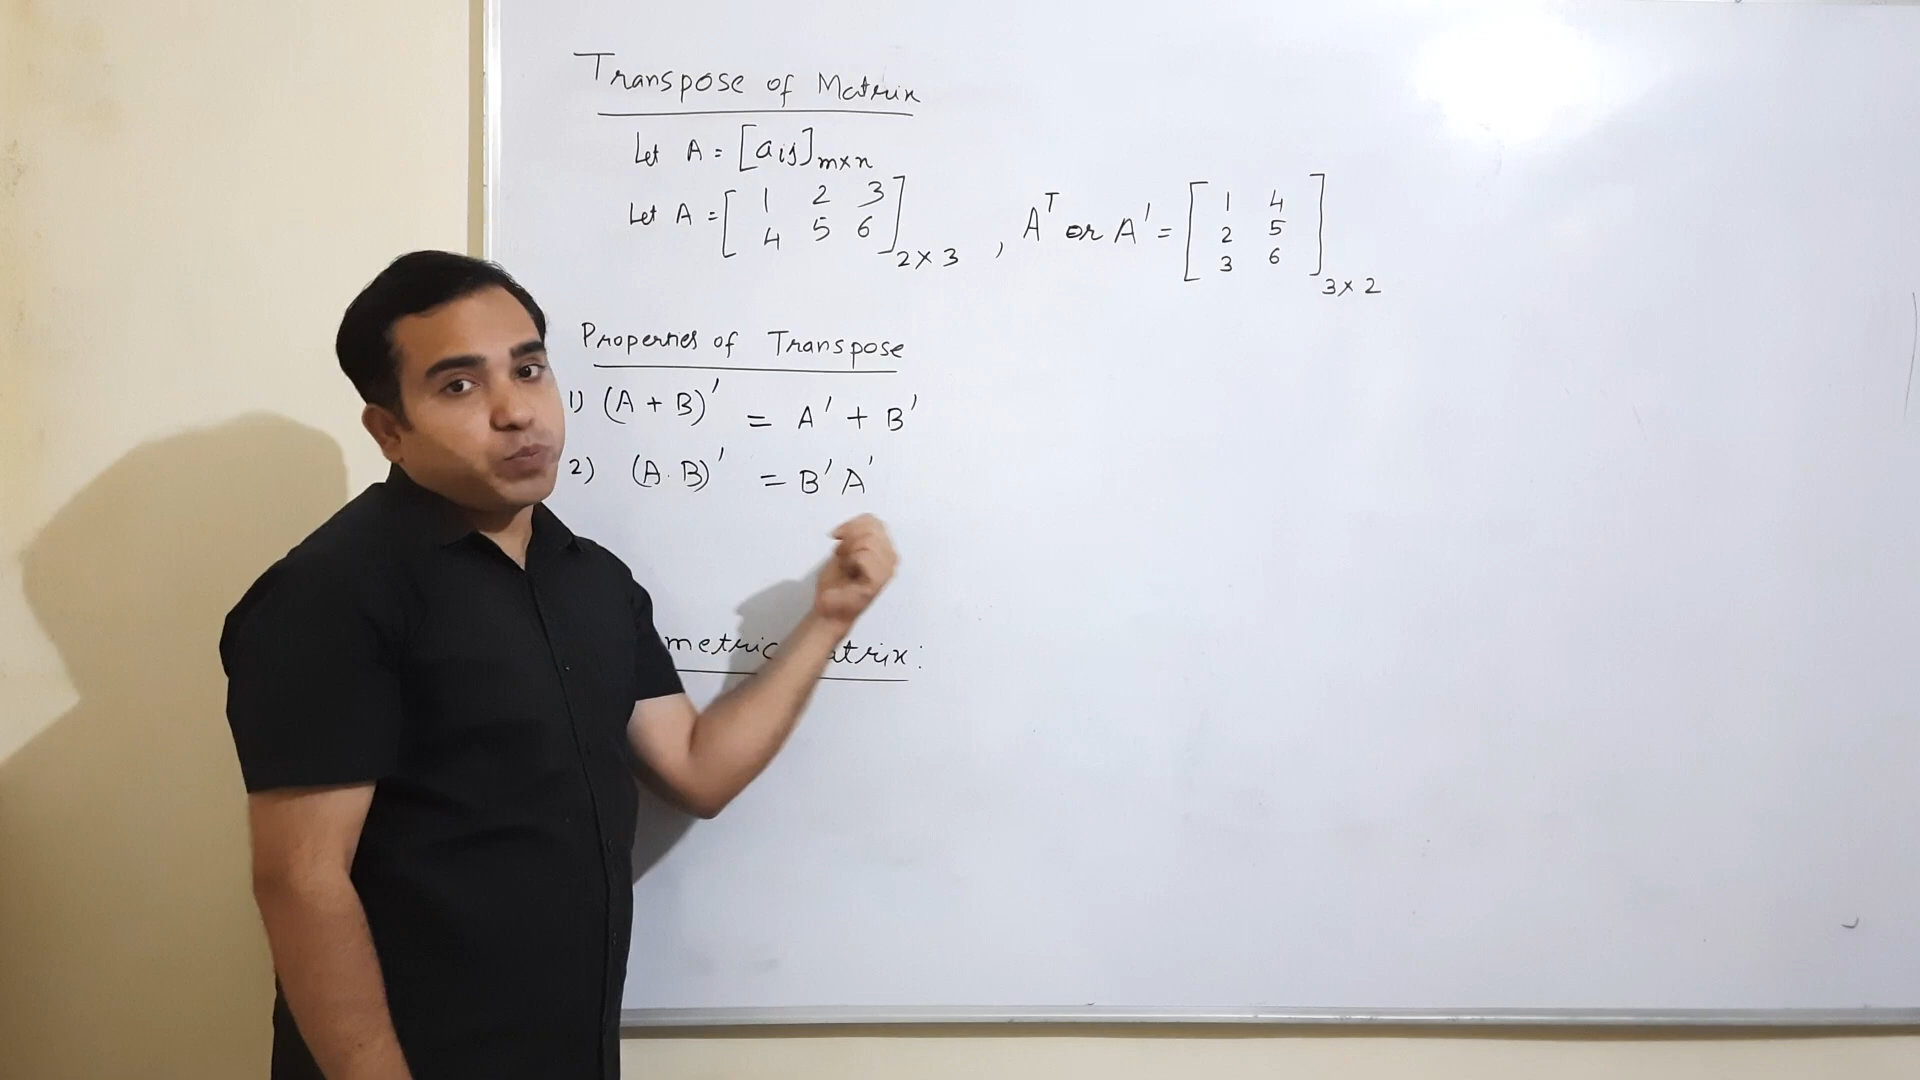 Transpose of Matrix
Let A = [aij]m×n
Let A = [1 2 3
4 5 6]2×3 , Aᵀ or A' = [1 4
2 5
3 6]3×2
Properties of Transpose
1) (A + B)' = A' + B'
2) (A.B)' = B' A'
metric atrix: